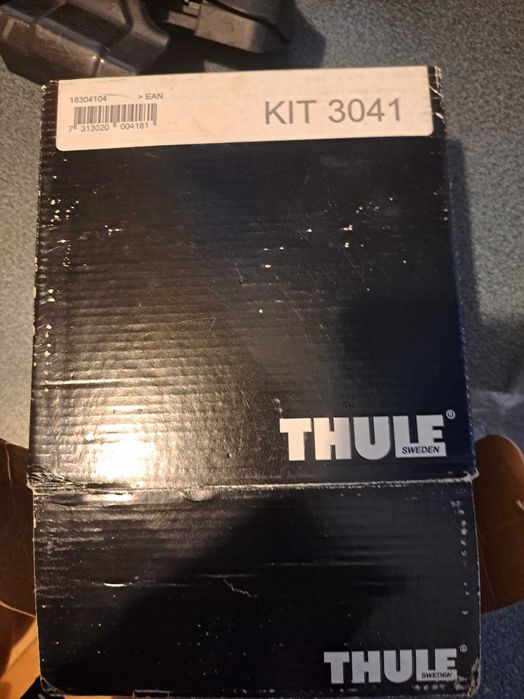 18304104 > EAN
7 313020 004181
KIT 3041
THULE®
SWEDEN
THULE®
SWEDEN